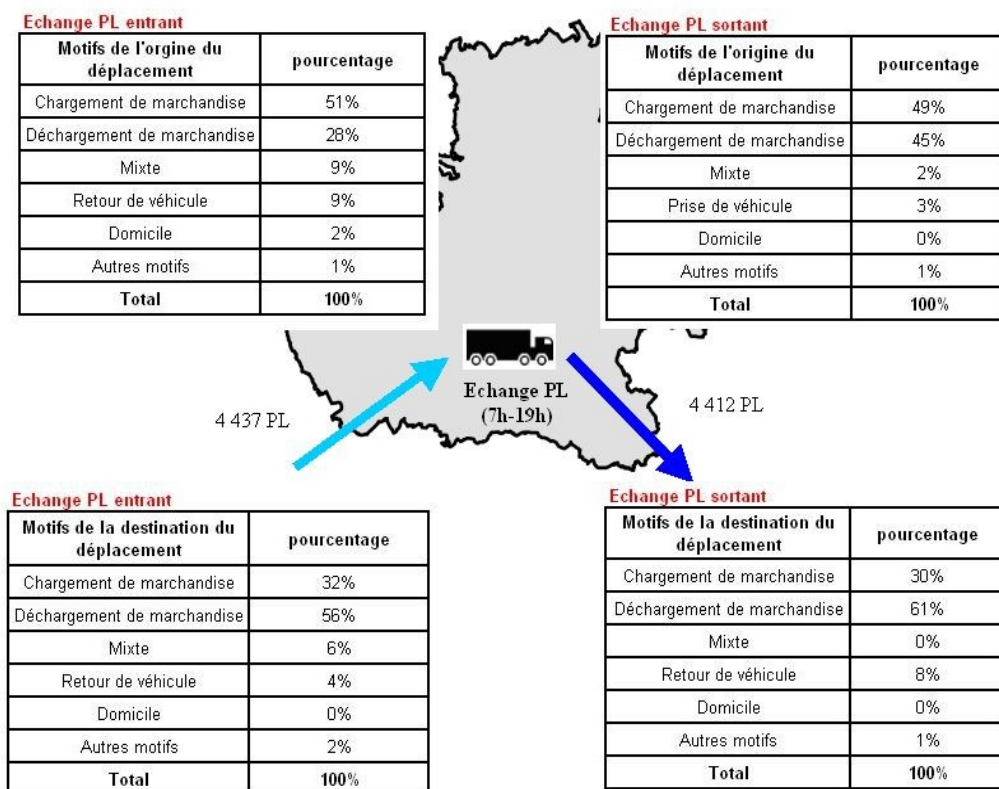 Echange PL entrant
Motifs de l'orgine du
déplacement
pourcentage
Chargement de marchandise 51%
Déchargement de marchandise 28%
Mixte 9%
Retour de véhicule 9%
Domicile 2%
Autres motifs 1%
Total 100%
Echange PL sortant
Motifs de l'origine du
déplacement
pourcentage
Chargement de marchandise 49%
Déchargement de marchandise 45%
Mixte 2%
Prise de véhicule 3%
Domicile 0%
Autres motifs 1%
Total 100%
Echange PL
(7h-19h)
4 437 PL
4 412 PL
Echange PL entrant
Motifs de la destination du
déplacement
pourcentage
Chargement de marchandise 32%
Déchargement de marchandise 56%
Mixte 6%
Retour de véhicule 4%
Domicile 0%
Autres motifs 2%
Total 100%
Echange PL sortant
Motifs de la destination du
déplacement
pourcentage
Chargement de marchandise 30%
Déchargement de marchandise 61%
Mixte 0%
Retour de véhicule 8%
Domicile 0%
Autres motifs 1%
Total 100%